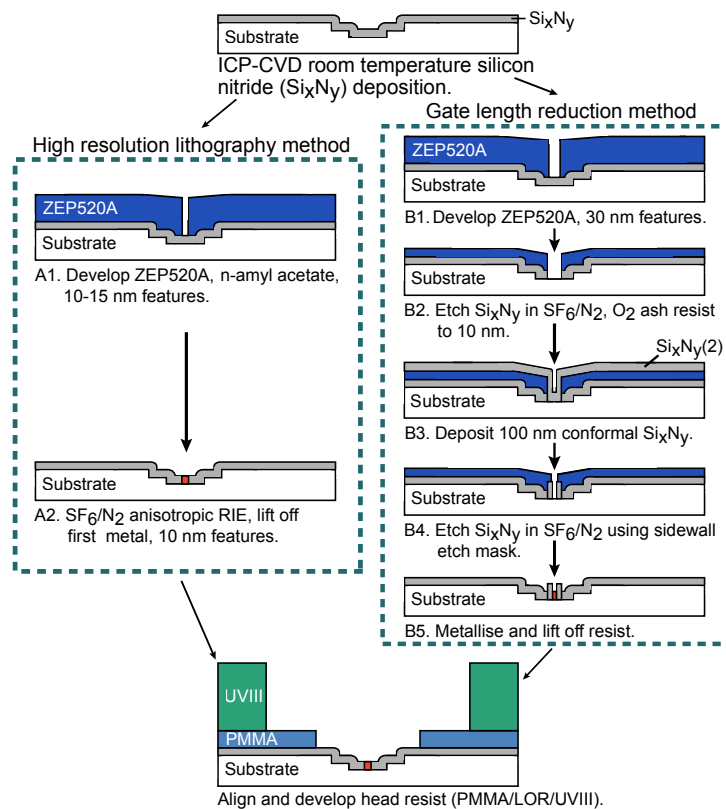 SixNy
Substrate
ICP-CVD room temperature silicon
nitride (SixNy) deposition.
High resolution lithography method
ZEP520A
Substrate
A1. Develop ZEP520A, n-amyl acetate,
10-15 nm features.
Substrate
A2. SF6/N2 anisotropic RIE, lift off
first metal, 10 nm features.
Gate length reduction method
ZEP520A
Substrate
B1. Develop ZEP520A, 30 nm features.
Substrate
B2. Etch SixNy in SF6/N2, O2 ash resist
to 10 nm.
SixNy(2)
Substrate
B3. Deposit 100 nm conformal SixNy.
Substrate
B4. Etch SixNy in SF6/N2 using sidewall
etch mask.
Substrate
B5. Metallise and lift off resist.
UVIII
PMMA
Substrate
Align and develop head resist (PMMA/LOR/UVIII).